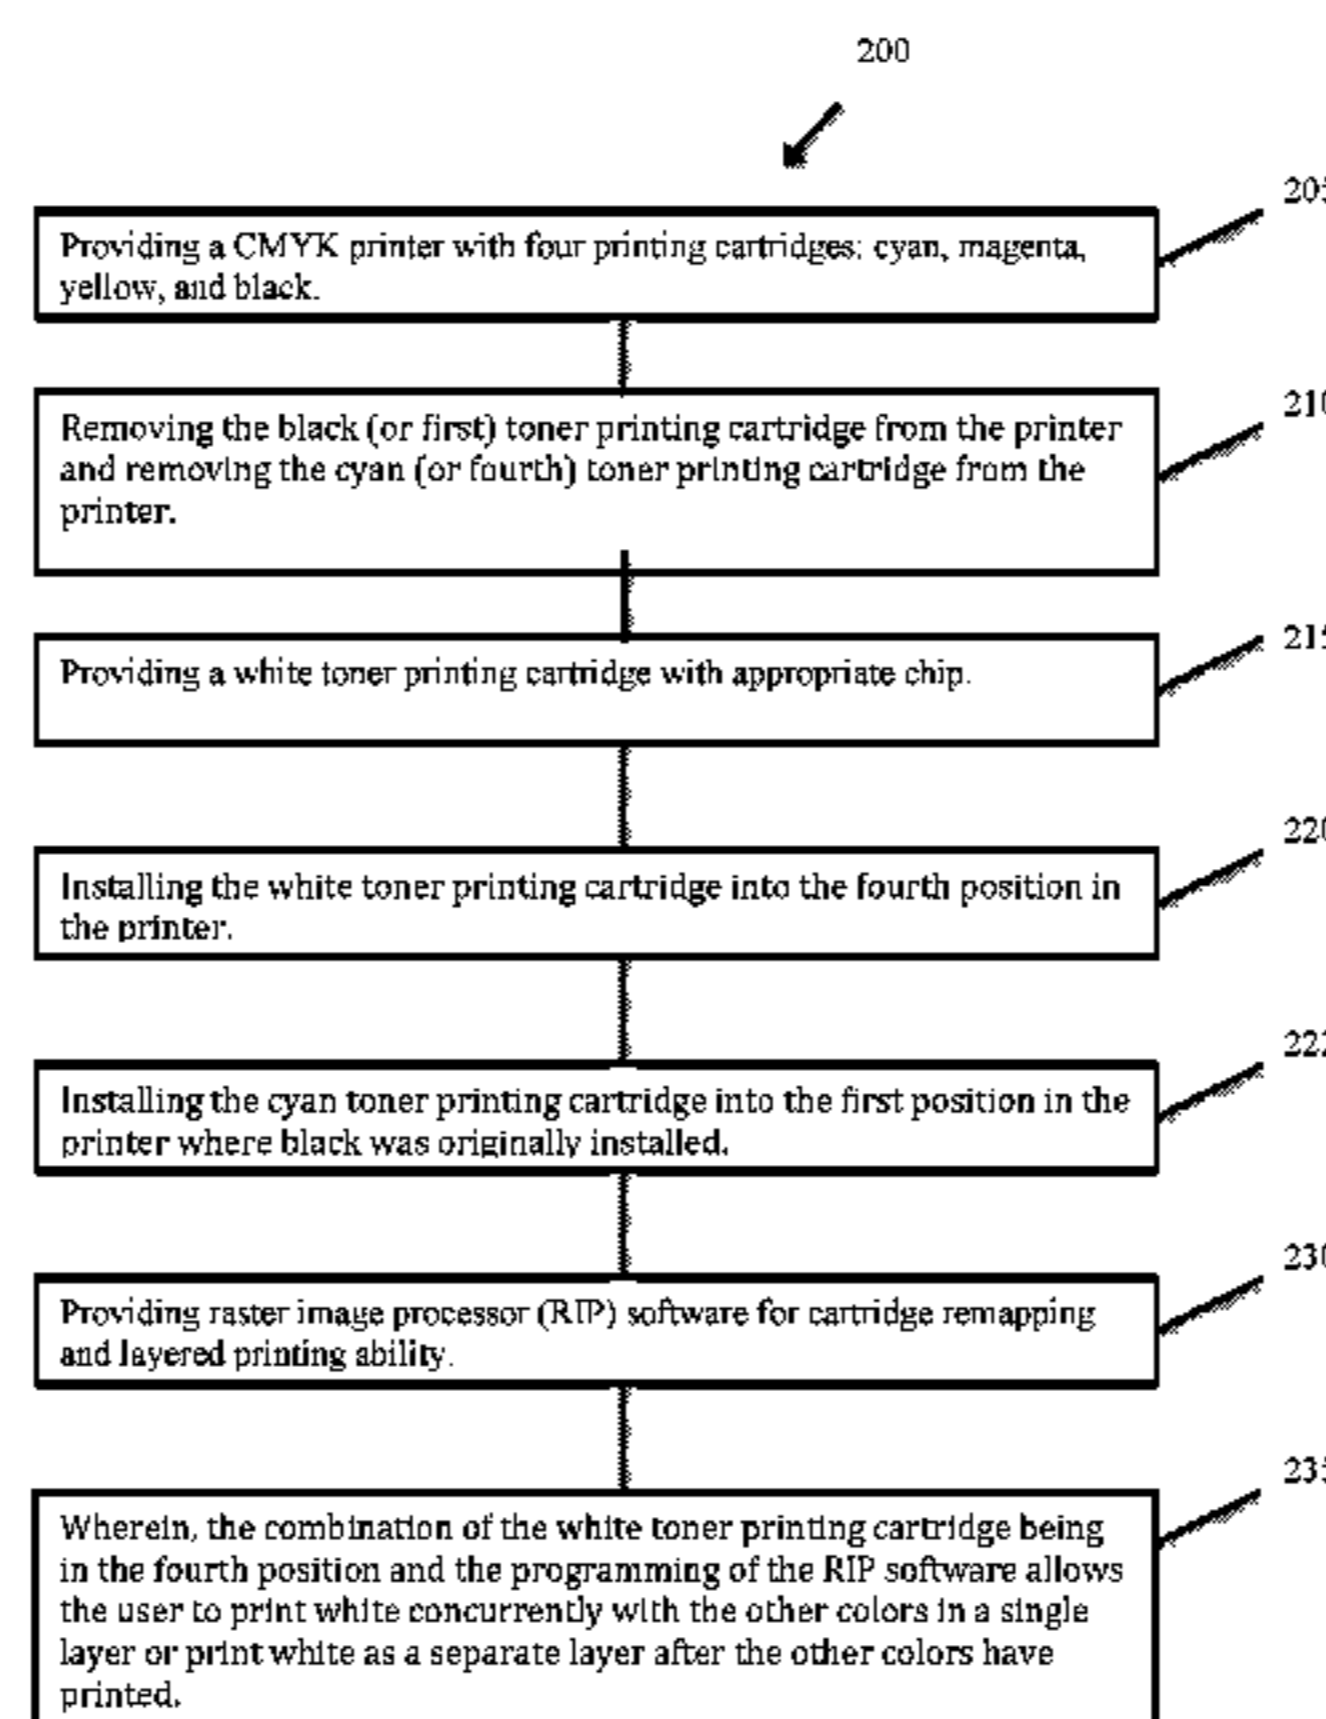 200
205
Providing a CMYK printer with four printing cartridges: cyan, magenta,
yellow, and black.
210
Removing the black (or first) toner printing cartridge from the printer
and removing the cyan (or fourth) toner printing cartridge from the
printer.
215
Providing a white toner printing cartridge with appropriate chip.
220
Installing the white toner printing cartridge into the fourth position in
the printer.
222
Installing the cyan toner printing cartridge into the first position in the
printer where black was originally installed.
230
Providing raster image processor (RIP) software for cartridge remapping
and layered printing ability.
235
Wherein, the combination of the white toner printing cartridge being
in the fourth position and the programming of the RIP software allows
the user to print white concurrently with the other colors in a single
layer or print white as a separate layer after the other colors have
printed.